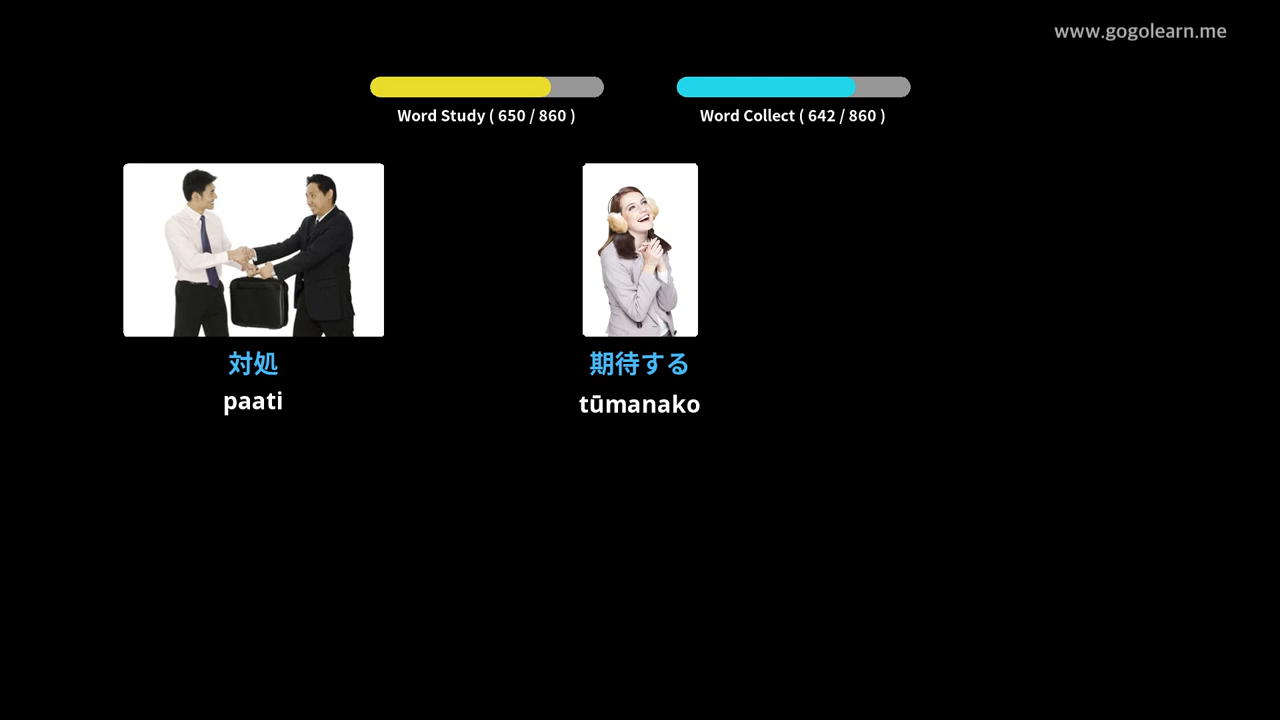 www.gogolearn.me
Word Study ( 650 / 860 )
Word Collect ( 642 / 860 )
対処
paati
期待する
tūmanako